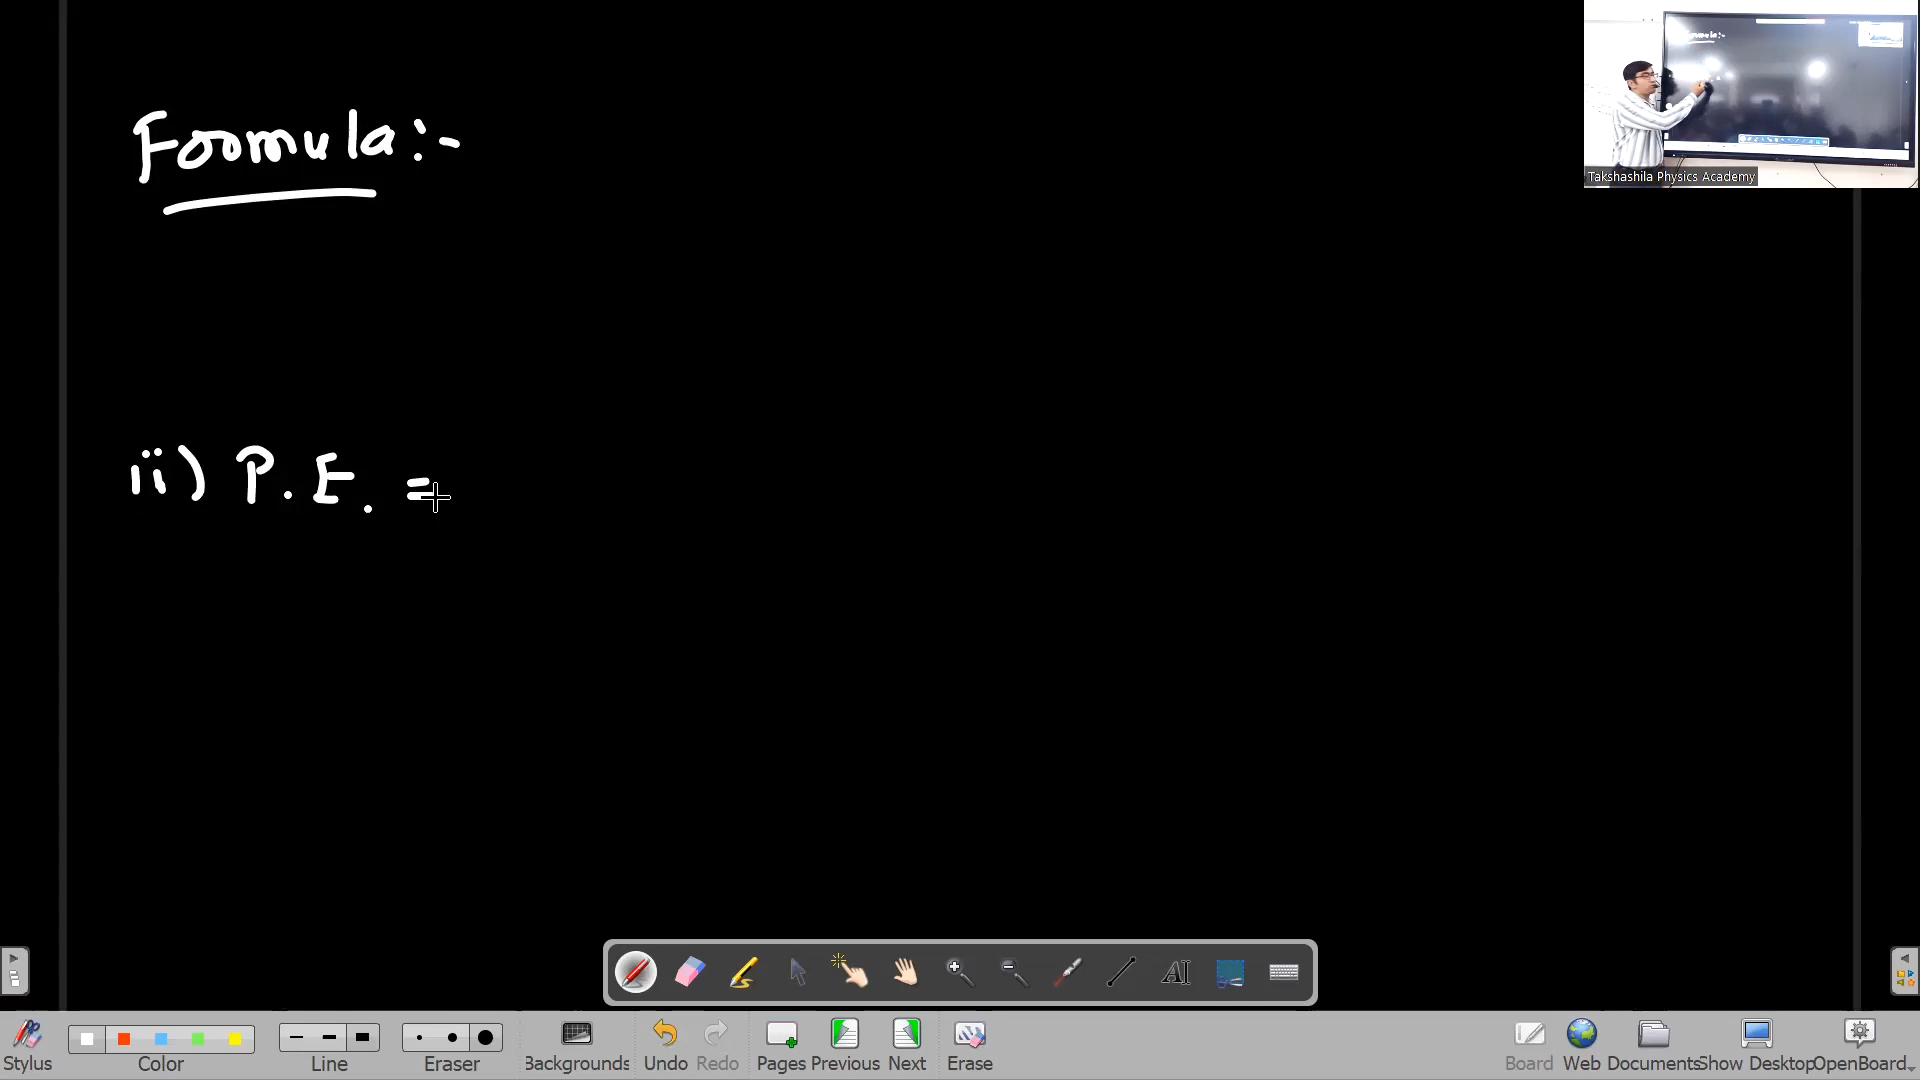 Formula:-
Takshashila Physics Academy
ii) P.E. =
Stylus Color Line Eraser Backgrounds Undo Redo Pages Previous Next Erase Board Web Documents Show Desktop OpenBoard